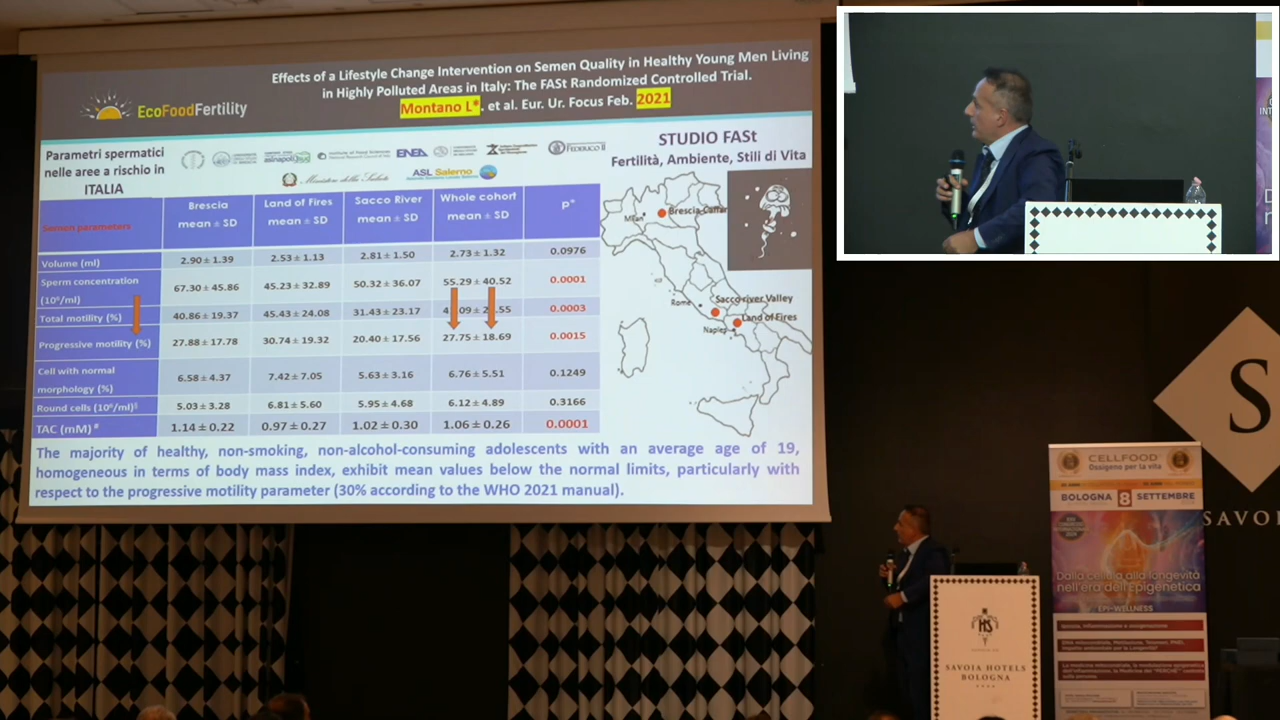 Effects of a Lifestyle Change Intervention on Semen Quality in Healthy Young Men Living
in Highly Polluted Areas in Italy: The FASt Randomized Controlled Trial.
Montano L*. et al. Eur. Ur. Focus Feb. 2021
EcoFoodFertility
Parametri spermatici
nelle aree a rischio in
ITALIA
ENEA
FEDERICO II
Ministero della Salute
ASL Salerno
STUDIO FASt
Fertilità, Ambiente, Stili di Vita
Semen parameters
Brescia
mean ± SD
Land of Fires
mean ± SD
Sacco River
mean ± SD
Whole cohort
mean ± SD
P*
Volume (ml) 2.90 ± 1.39 2.53 ± 1.13 2.81 ± 1.50 2.73 ± 1.32 0.0976
Sperm concentration
(10⁶/ml) 67.30 ± 45.86 45.23 ± 32.89 50.32 ± 36.07 55.29 ± 40.52 0.0001
Total motility (%) 40.86 ± 19.37 45.43 ± 24.08 31.43 ± 23.17 0.0003
Progressive motility (%) 27.88 ± 17.78 30.74 ± 19.32 20.40 ± 17.56 27.75 ± 18.69 0.0015
Cell with normal
morphology (%) 6.58 ± 4.37 7.42 ± 7.05 5.63 ± 3.16 6.76 ± 5.51 0.1249
Round cells (10⁶/ml) 5.03 ± 3.28 6.81 ± 5.60 5.95 ± 4.68 6.12 ± 4.89 0.3166
TAC (mM)# 1.14 ± 0.22 0.97 ± 0.27 1.02 ± 0.30 1.06 ± 0.26 0.0001
Milan
Brescia-Caffaro
Rome
Sacco river Valley
Land of Fires
Naples
The majority of healthy, non-smoking, non-alcohol-consuming adolescents with an average age of 19,
homogeneous in terms of body mass index, exhibit mean values below the normal limits, particularly with
respect to the progressive motility parameter (30% according to the WHO 2021 manual).
S
SAVOI
HS
SAVOIA HOTELS
BOLOGNA
CELLFOOD
Ossigeno per la vita
BOLOGNA 8 SETTEMBRE
Dalla cellula alla longevità
nell'era dell'Epigenetica
EPI-WELLNESS